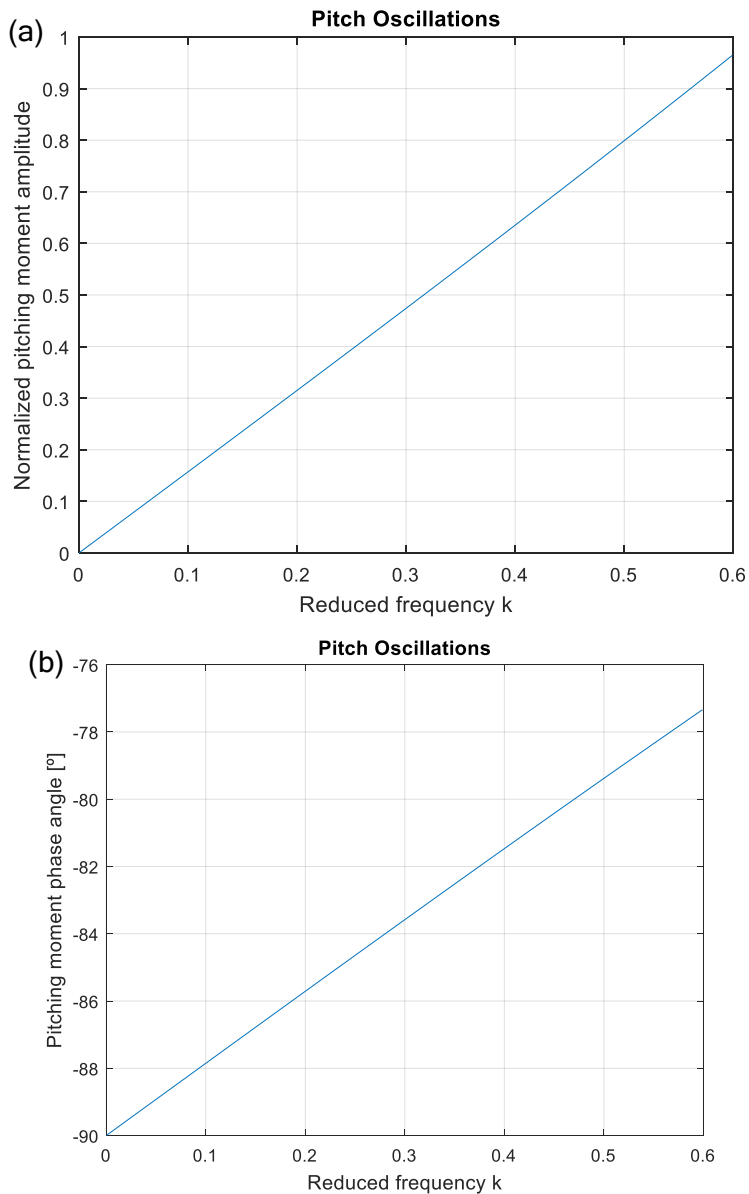 (a)
Pitch Oscillations
Normalized pitching moment amplitude
1
0.9
0.8
0.7
0.6
0.5
0.4
0.3
0.2
0.1
0
0 0.1 0.2 0.3 0.4 0.5 0.6
Reduced frequency k
(b)
Pitch Oscillations
Pitching moment phase angle [º]
-76
-78
-80
-82
-84
-86
-88
-90
0 0.1 0.2 0.3 0.4 0.5 0.6
Reduced frequency k